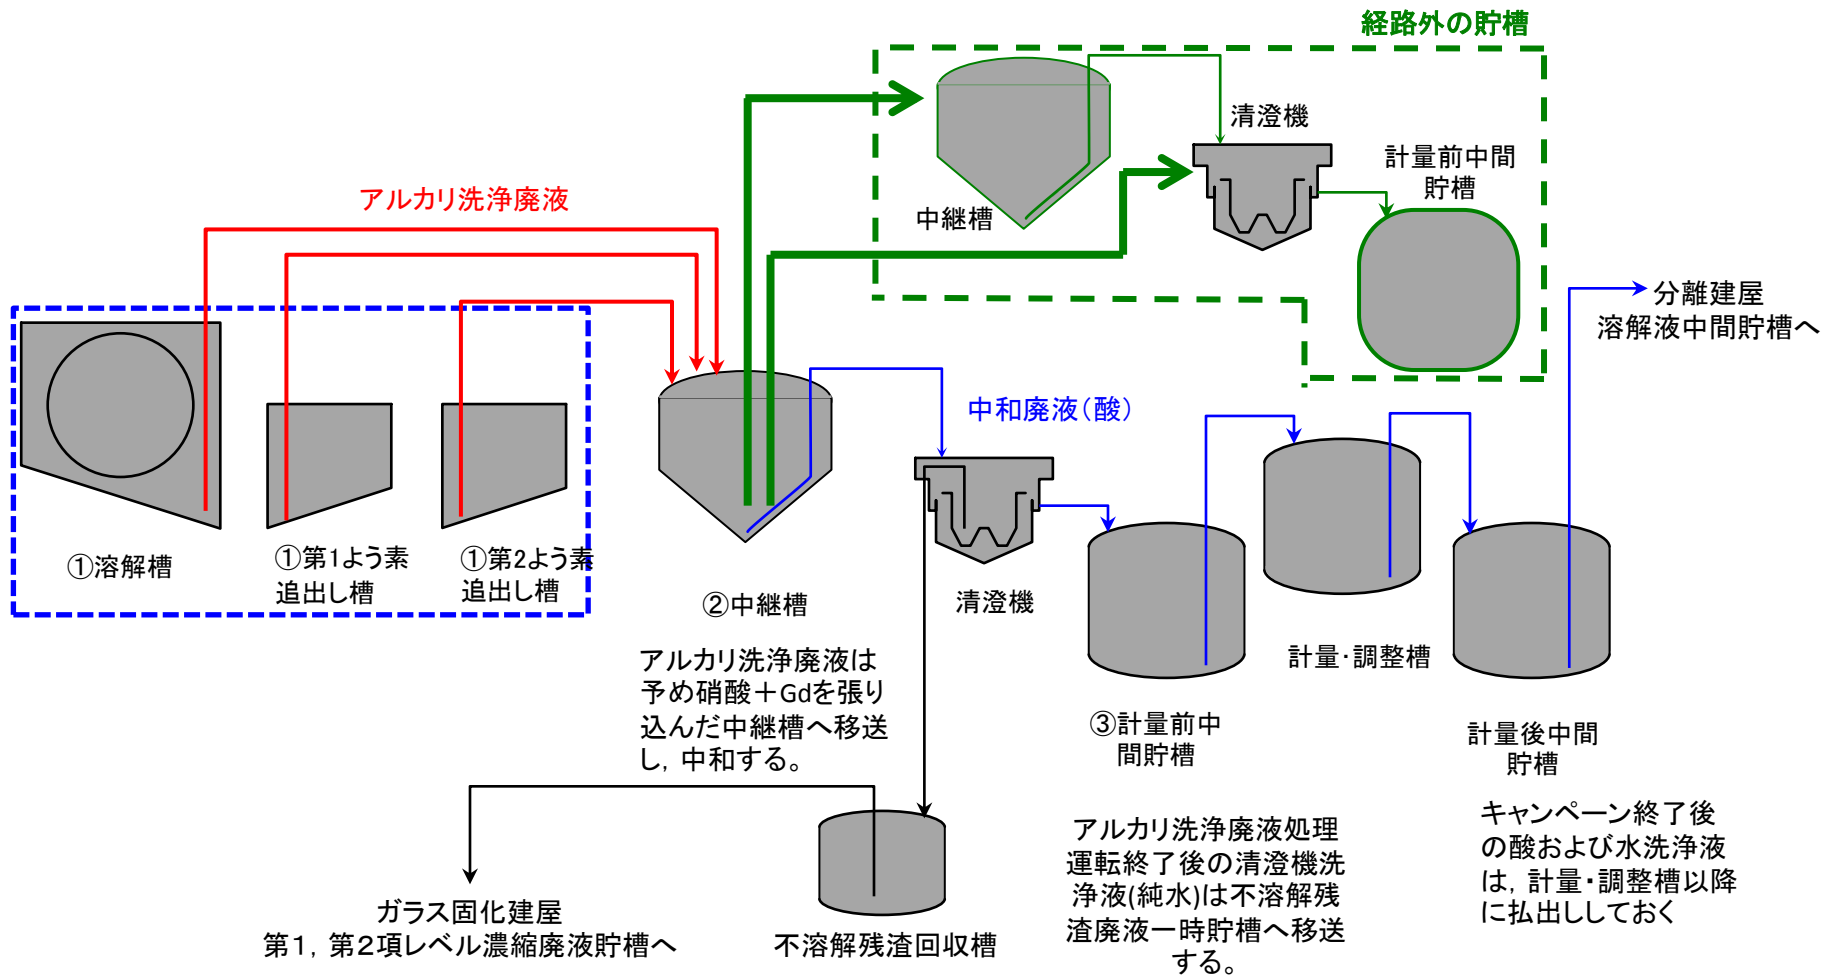 経路外の貯槽
清澄機
計量前中間
貯槽
中継槽
アルカリ洗浄廃液
分離建屋
溶解液中間貯槽へ
中和廃液(酸)
①溶解槽
①第1よう素
追出し槽
①第2よう素
追出し槽
②中継槽
清澄機
計量・調整槽
アルカリ洗浄廃液は
予め硝酸+Gdを張り
込んだ中継槽へ移送
し,中和する。
③計量前中
間貯槽
計量後中間
貯槽
キャンペーン終了後
の酸および水洗浄液
は,計量・調整槽以降
に払出ししておく
アルカリ洗浄廃液処理
運転終了後の清澄機洗
浄液(純水)は不溶解残
渣廃液一時貯槽へ移送
する。
ガラス固化建屋
第1,第2項レベル濃縮廃液貯槽へ
不溶解残渣回収槽